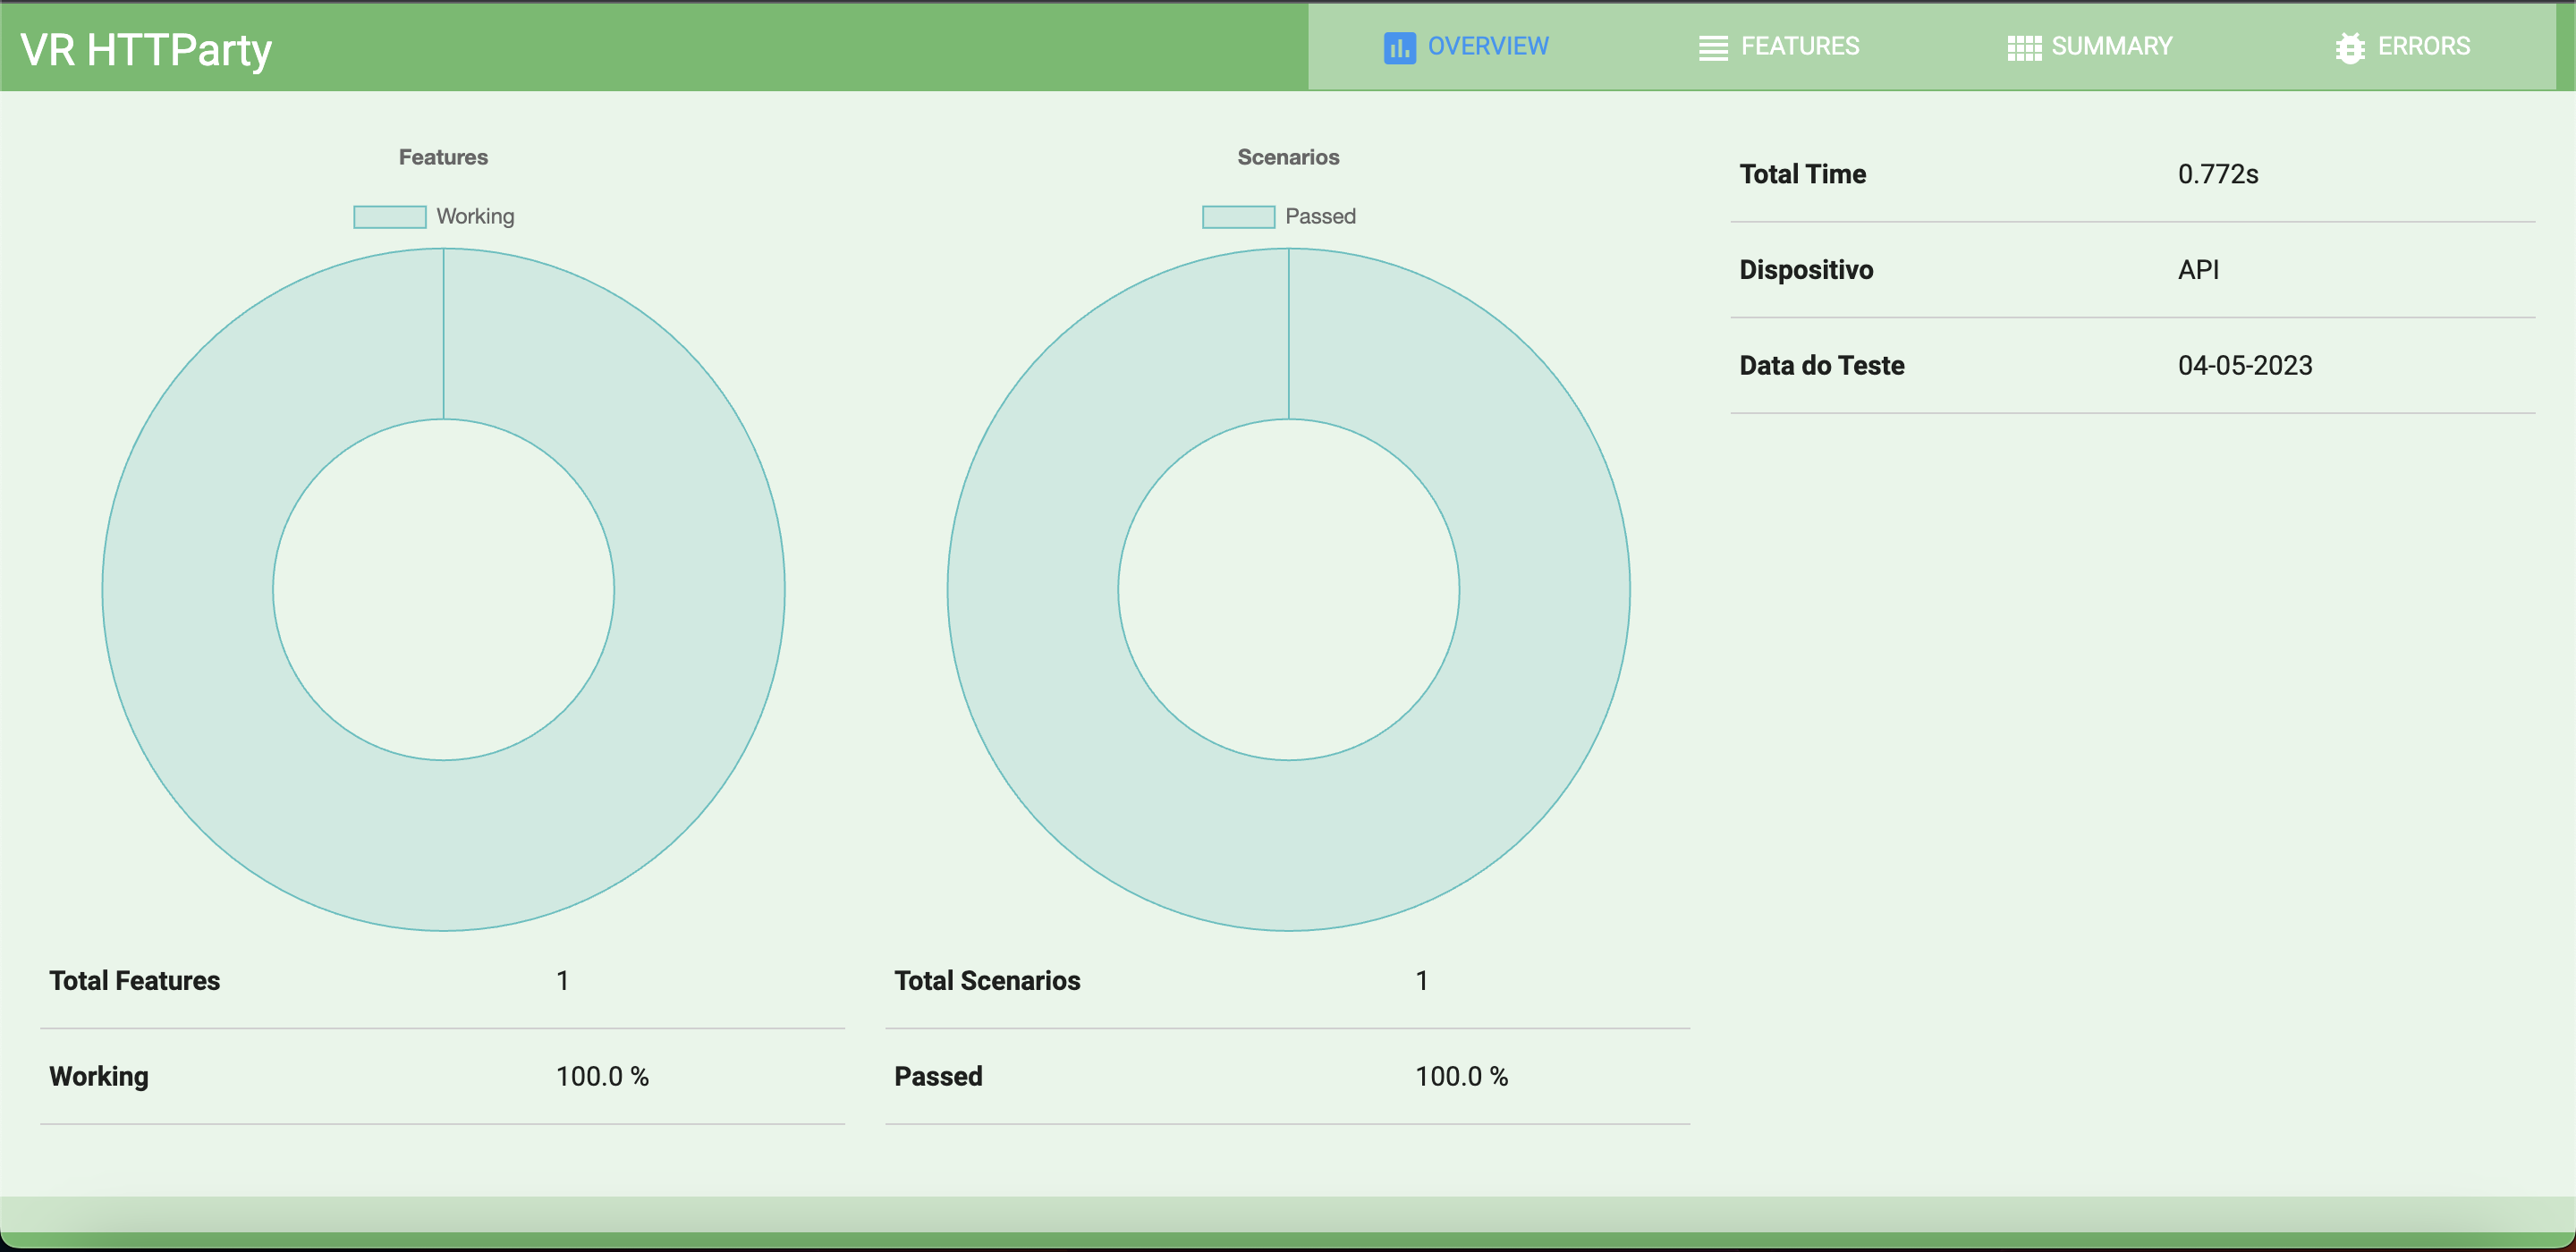 VR HTTParty
OVERVIEW
FEATURES
SUMMARY
ERRORS
Features
Working
Total Features 1
Working 100.0 %
Scenarios
Passed
Total Scenarios 1
Passed 100.0 %
Total Time 0.772s
Dispositivo API
Data do Teste 04-05-2023